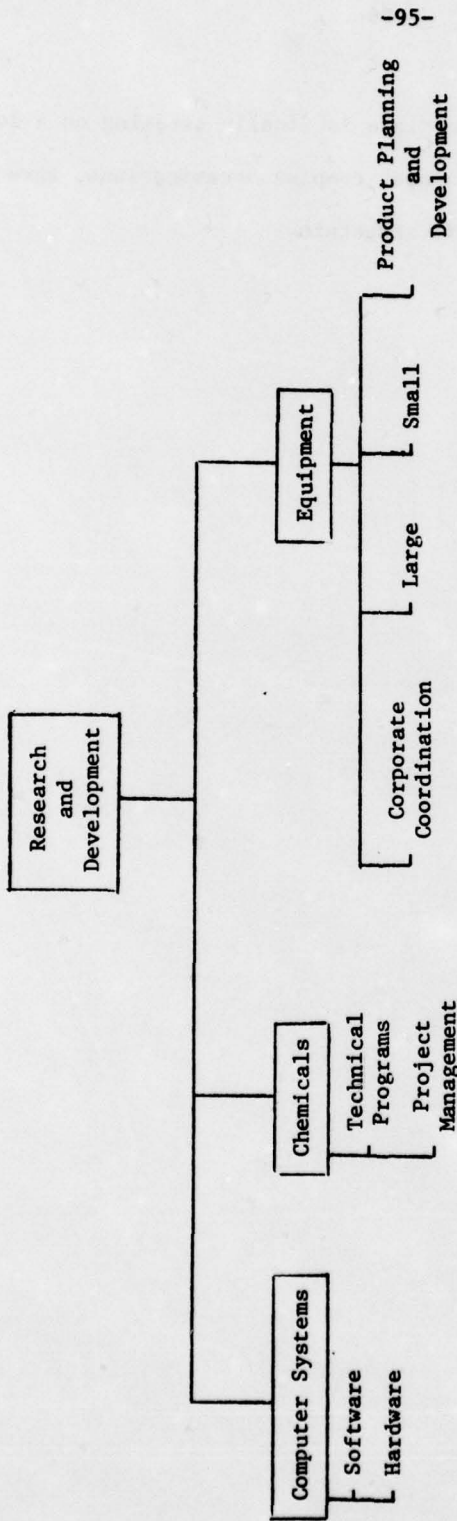 -95-
Research
and
Development
Computer Systems
Software
Hardware
Chemicals
Technical
Programs
Project
Management
Equipment
Corporate
Coordination
Large
Small
Product Planning
and
Development